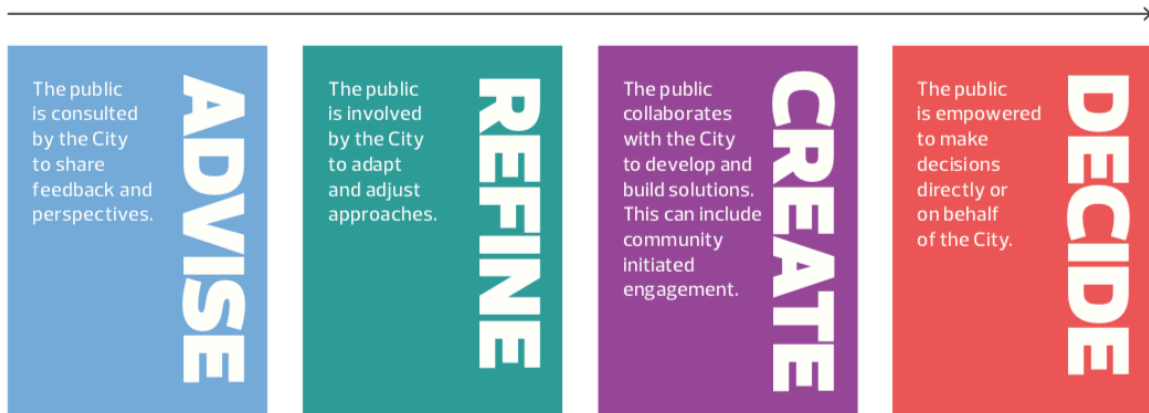 The public
is consulted
by the City
to share
feedback and
perspectives.
ADVISE
The public
is involved
by the City
to adapt
and adjust
approaches.
REFINE
The public
collaborates
with the City
to develop and
build solutions.
This can include
community
initiated
engagement.
CREATE
The public
is empowered
to make
decisions
directly or
on behalf
of the City.
DECIDE